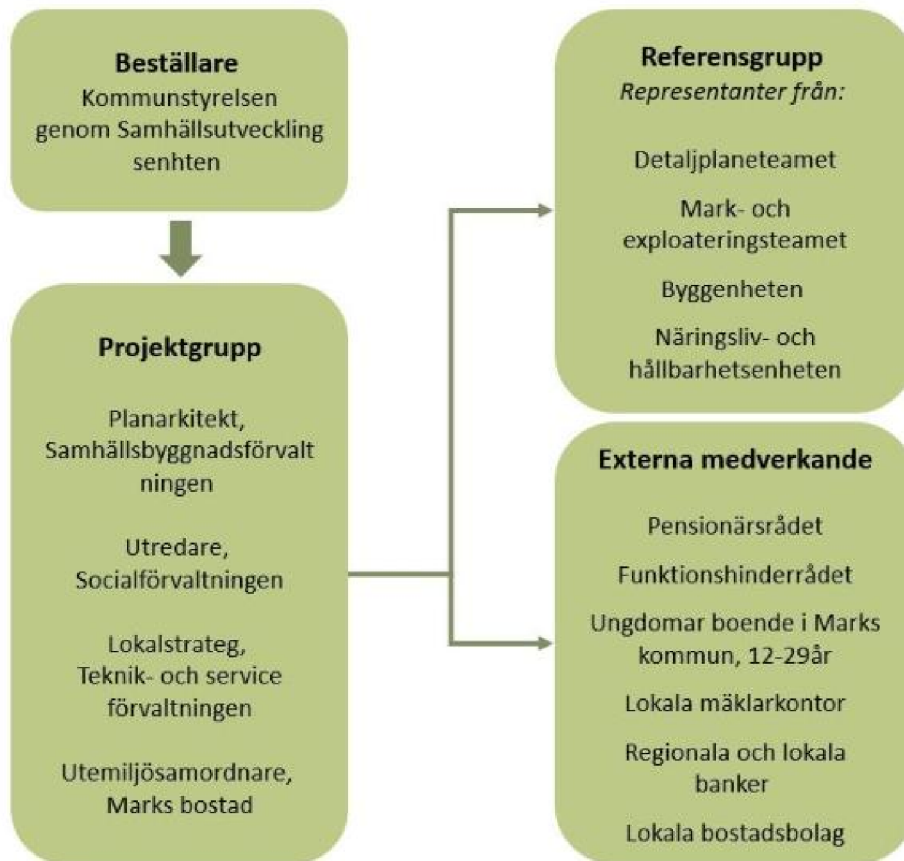 Beställare
Kommunstyrelsen
genom Samhällsutveckling
senhten
Projektgrupp
Planarkitekt,
Samhällsbyggnadsförvalt
ningen
Utredare,
Socialförvaltningen
Lokalstrateg,
Teknik- och service
förvaltningen
Utemiljösamordnare,
Marks bostad
Referensgrupp
Representanter från:
Detaljplaneteamet
Mark- och
exploateringsteamet
Byggenheten
Näringsliv- och
hållbarhetsenheten
Externa medverkande
Pensionärsrådet
Funktionshinderrådet
Ungdomar boende i Marks
kommun, 12-29år
Lokala mäklarkontor
Regionala och lokala
banker
Lokala bostadsbolag